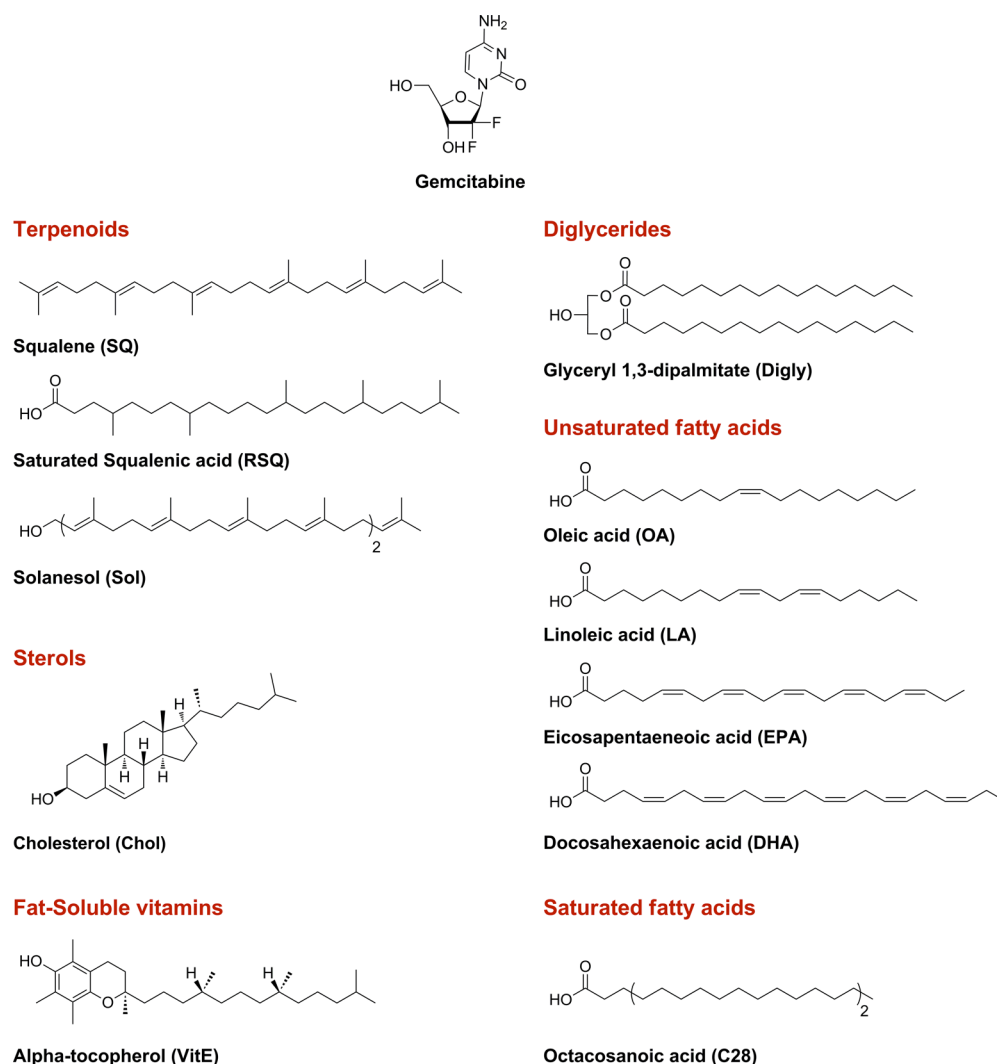 NH2
N
N
O
HO
O
F
F
OH
Gemcitabine
Terpenoids
Squalene (SQ)
O
HO
Saturated Squalenic acid (RSQ)
HO
2
Solanesol (Sol)
Sterols
H
H
H
H
HO
Cholesterol (Chol)
Fat-Soluble vitamins
HO
O
H
H
Alpha-tocopherol (VitE)
Diglycerides
O
O
HO
O
O
Glyceryl 1,3-dipalmitate (Digly)
Unsaturated fatty acids
O
HO
Oleic acid (OA)
O
HO
Linoleic acid (LA)
O
HO
Eicosapentaeneoic acid (EPA)
O
HO
Docosahexaenoic acid (DHA)
Saturated fatty acids
O
HO
2
Octacosanoic acid (C28)